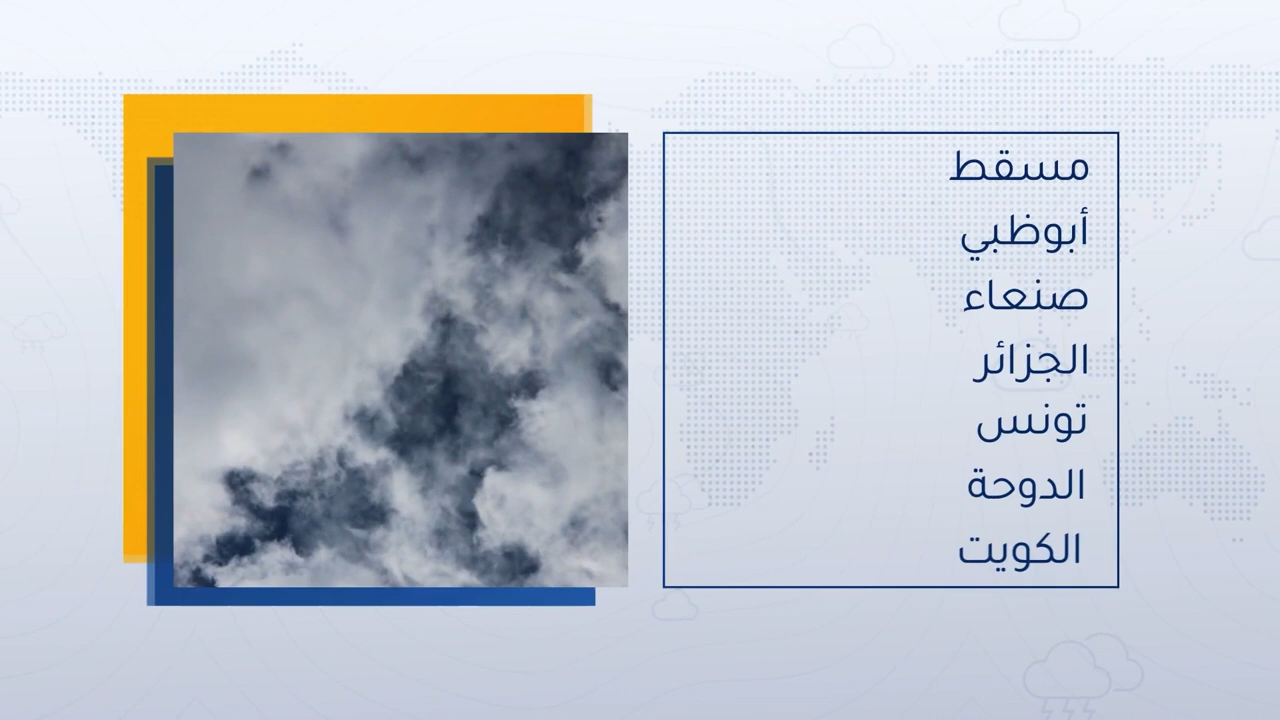 مسقط
أبوظبي
صنعاء
الجزائر
تونس
الدوحة
الكويت